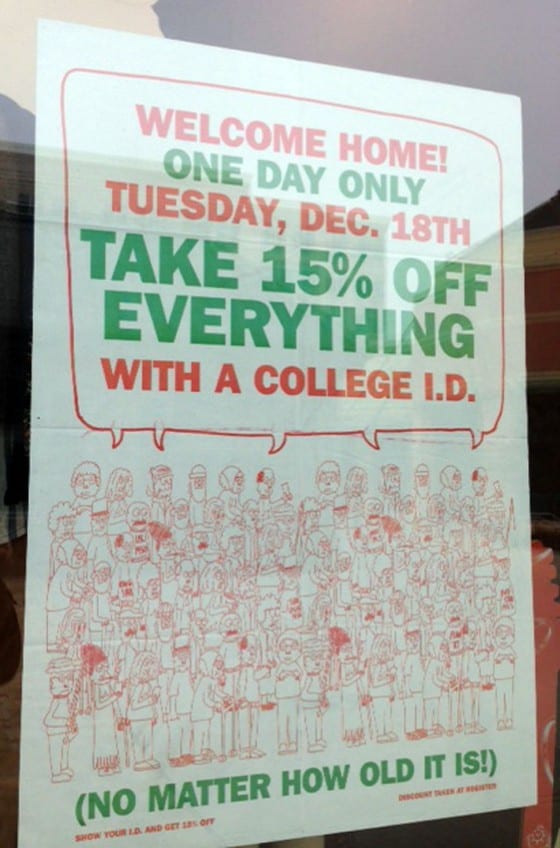 WELCOME HOME!
ONE DAY ONLY
TUESDAY, DEC. 18TH
TAKE 15% OFF
EVERYTHING
WITH A COLLEGE I.D.
(NO MATTER HOW OLD IT IS!)
SHOW YOUR I.D. AND GET 15% OFF
DISCOUNT TAKEN AT REGISTER